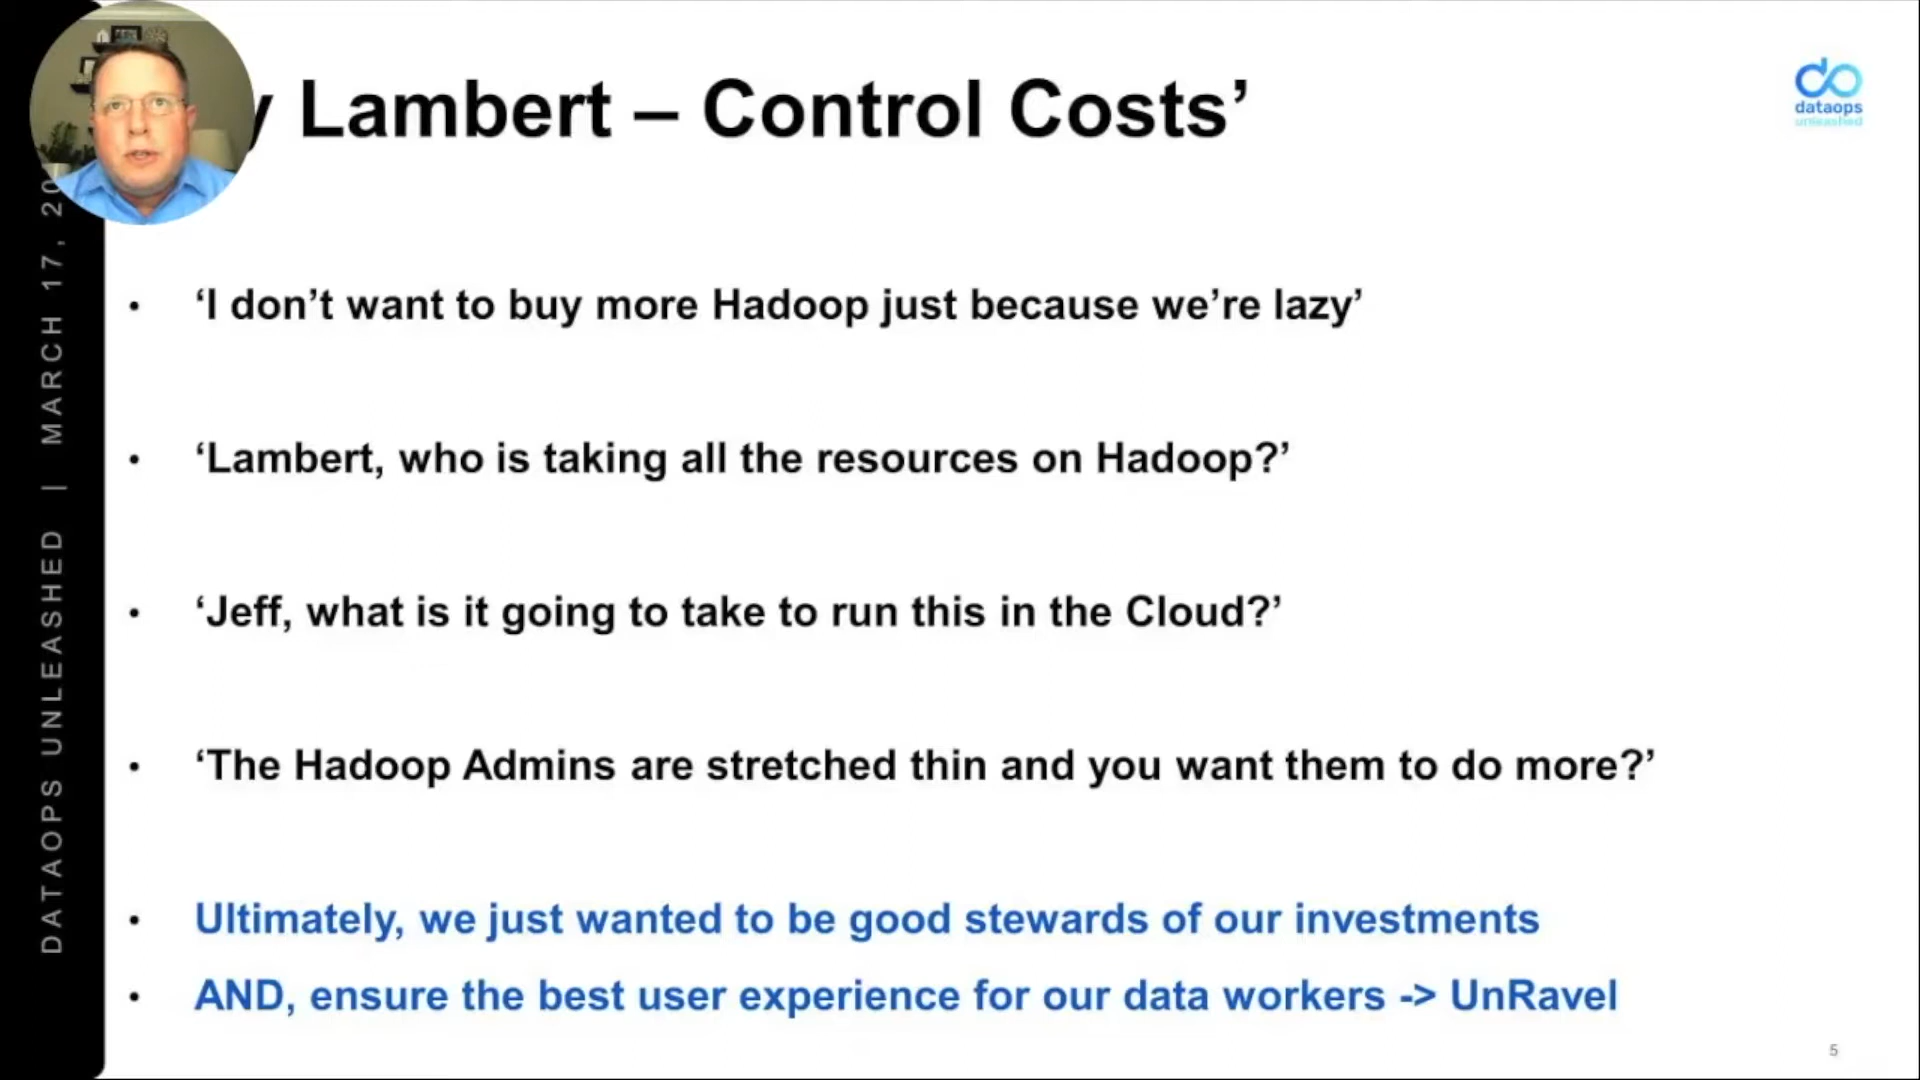 Lambert – Control Costs’
dataops
unleashed
‘I don’t want to buy more Hadoop just because we’re lazy’
‘Lambert, who is taking all the resources on Hadoop?’
‘Jeff, what is it going to take to run this in the Cloud?’
‘The Hadoop Admins are stretched thin and you want them to do more?’
Ultimately, we just wanted to be good stewards of our investments
AND, ensure the best user experience for our data workers -> UnRavel
DATAOPS UNLEASHED | MARCH 17, 20
5